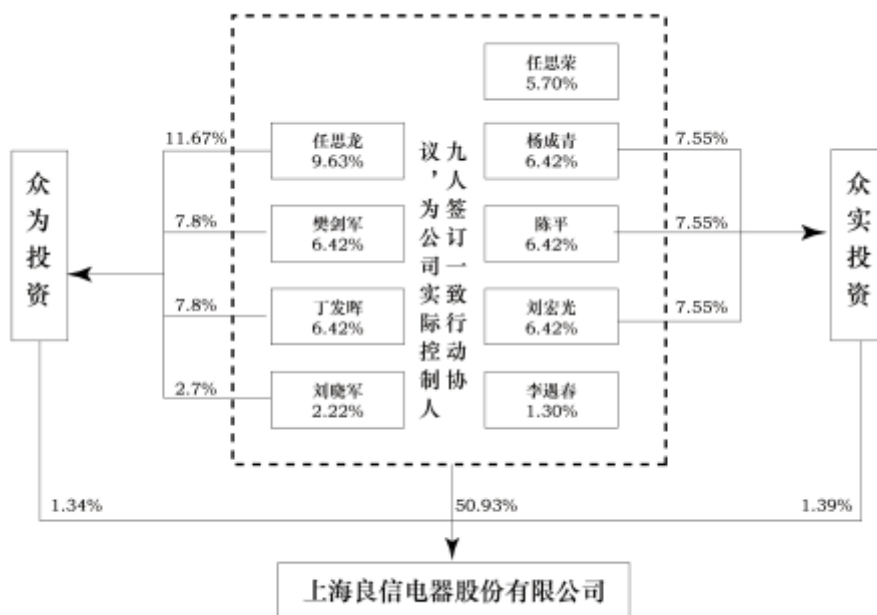 任思荣
5.70%
11.67%
任思龙
9.63%
杨成青
6.42%
7.55%
众为投资
7.8%
樊剑军
6.42%
九人签订一致行动协
议，为公司实际控制人
陈平
6.42%
7.55%
众实投资
7.8%
丁发晖
6.42%
刘宏光
6.42%
7.55%
2.7%
刘晓军
2.22%
李遇春
1.30%
1.34%
50.93%
1.39%
上海良信电器股份有限公司